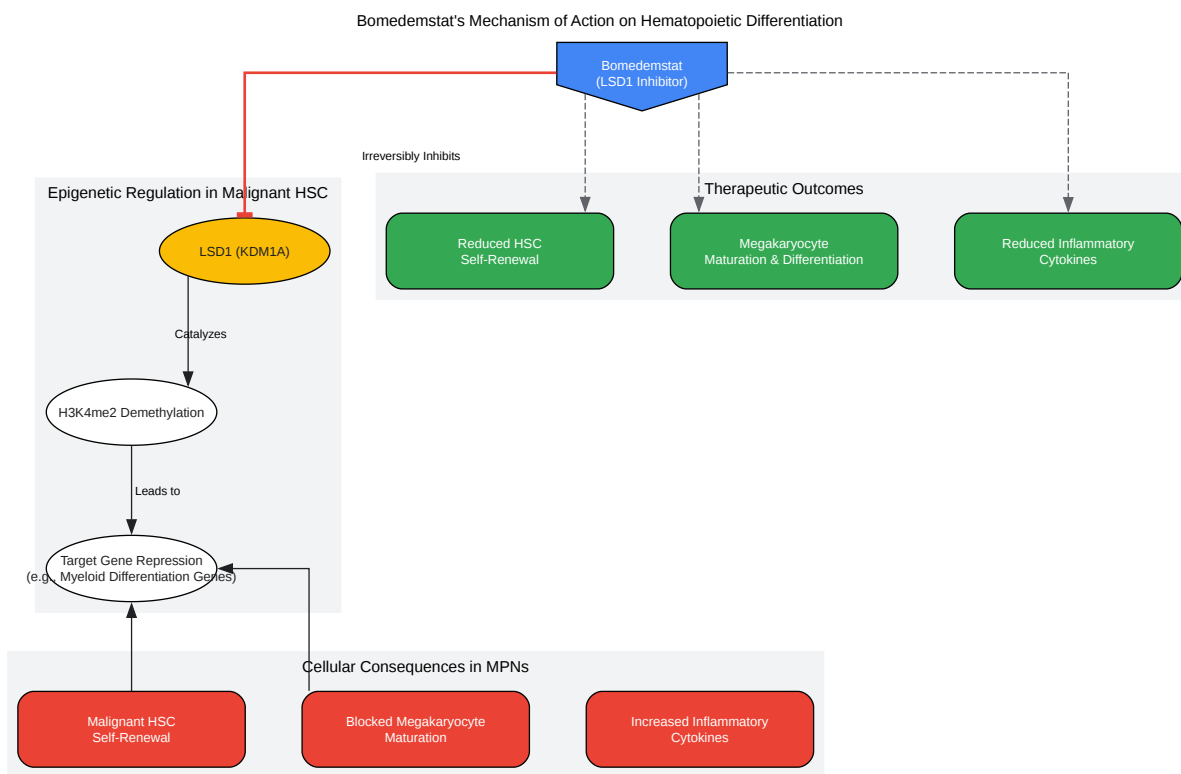 Bomedemstat's Mechanism of Action on Hematopoietic Differentiation
Bomedemstat
(LSD1 Inhibitor)
Irreversibly Inhibits
Epigenetic Regulation in Malignant HSC
Therapeutic Outcomes
LSD1 (KDM1A)
Reduced HSC
Self-Renewal
Megakaryocyte
Maturation & Differentiation
Reduced Inflammatory
Cytokines
Catalyzes
H3K4me2 Demethylation
Leads to
Target Gene Repression
(e.g., Myeloid Differentiation Genes)
Cellular Consequences in MPNs
Malignant HSC
Self-Renewal
Blocked Megakaryocyte
Maturation
Increased Inflammatory
Cytokines